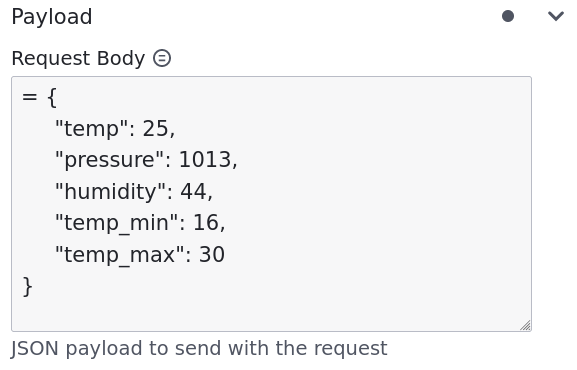 Payload
Request Body
= {
"temp": 25,
"pressure": 1013,
"humidity": 44,
"temp_min": 16,
"temp_max": 30
}
JSON payload to send with the request